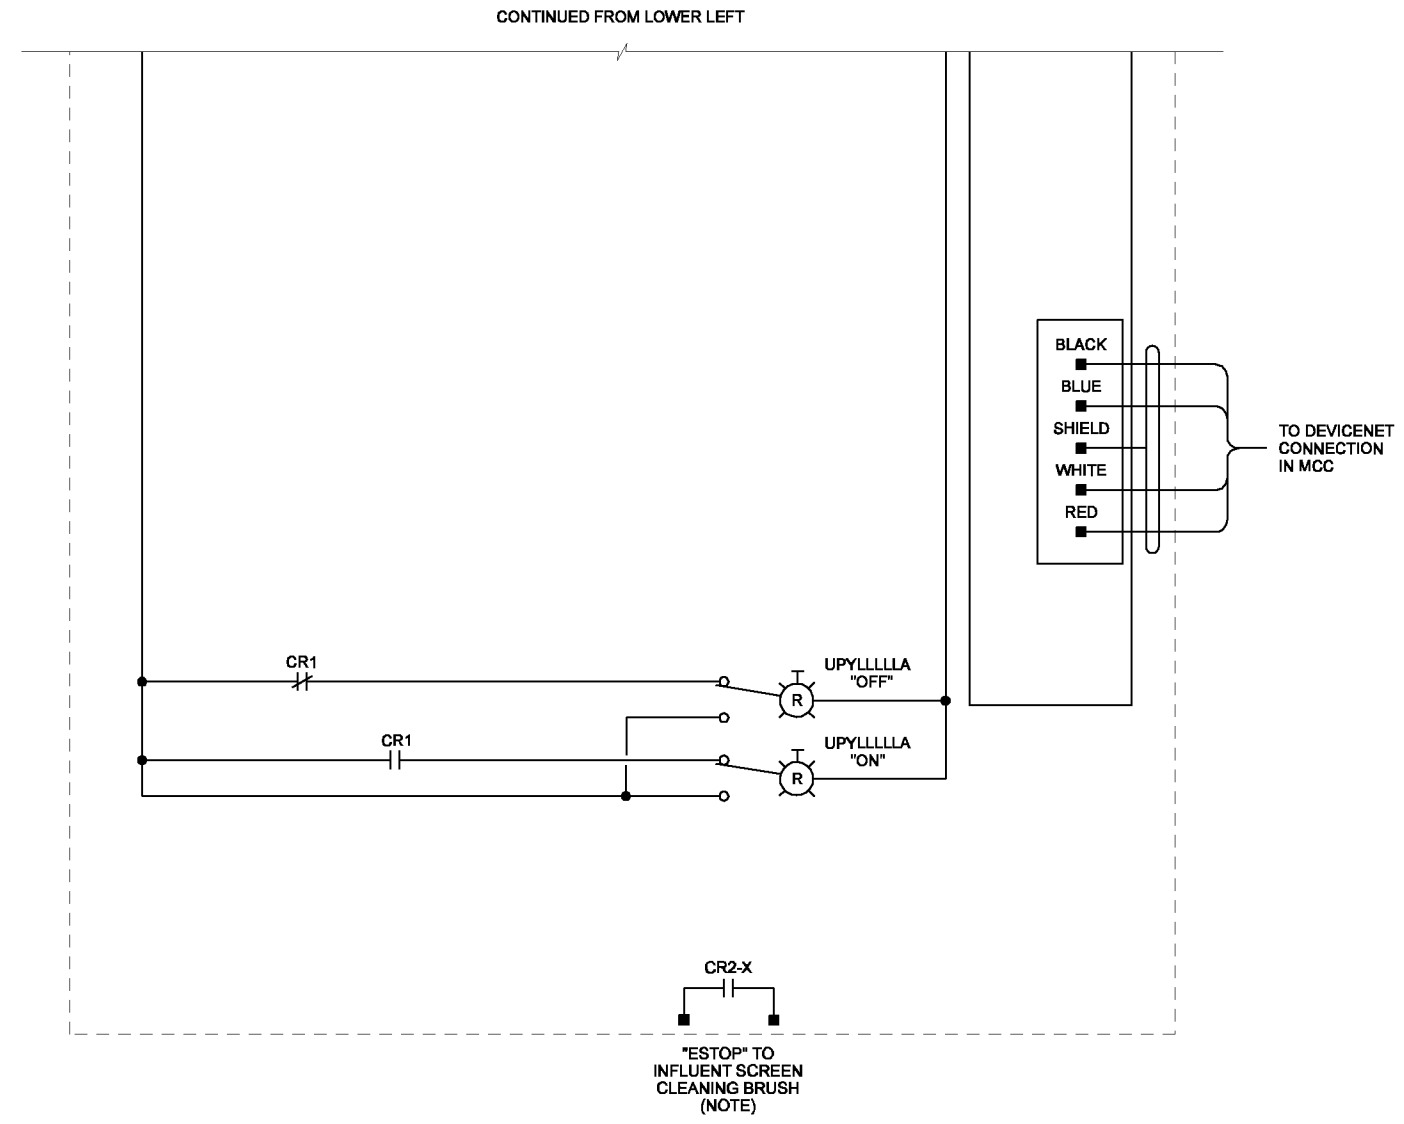 CONTINUED FROM LOWER LEFT
BLACK
BLUE
SHIELD
WHITE
RED
TO DEVICENET
CONNECTION
IN MCC
CR1
UPYLLLLLA
"OFF"
R
CR1
UPYLLLLLA
"ON"
R
CR2-X
"ESTOP" TO
INFLUENT SCREEN
CLEANING BRUSH
(NOTE)